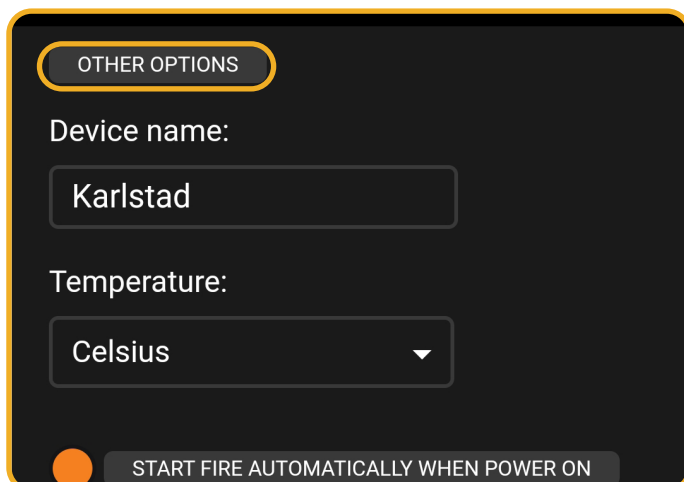 OTHER OPTIONS
Device name:
Karlstad
Temperature:
Celsius
START FIRE AUTOMATICALLY WHEN POWER ON